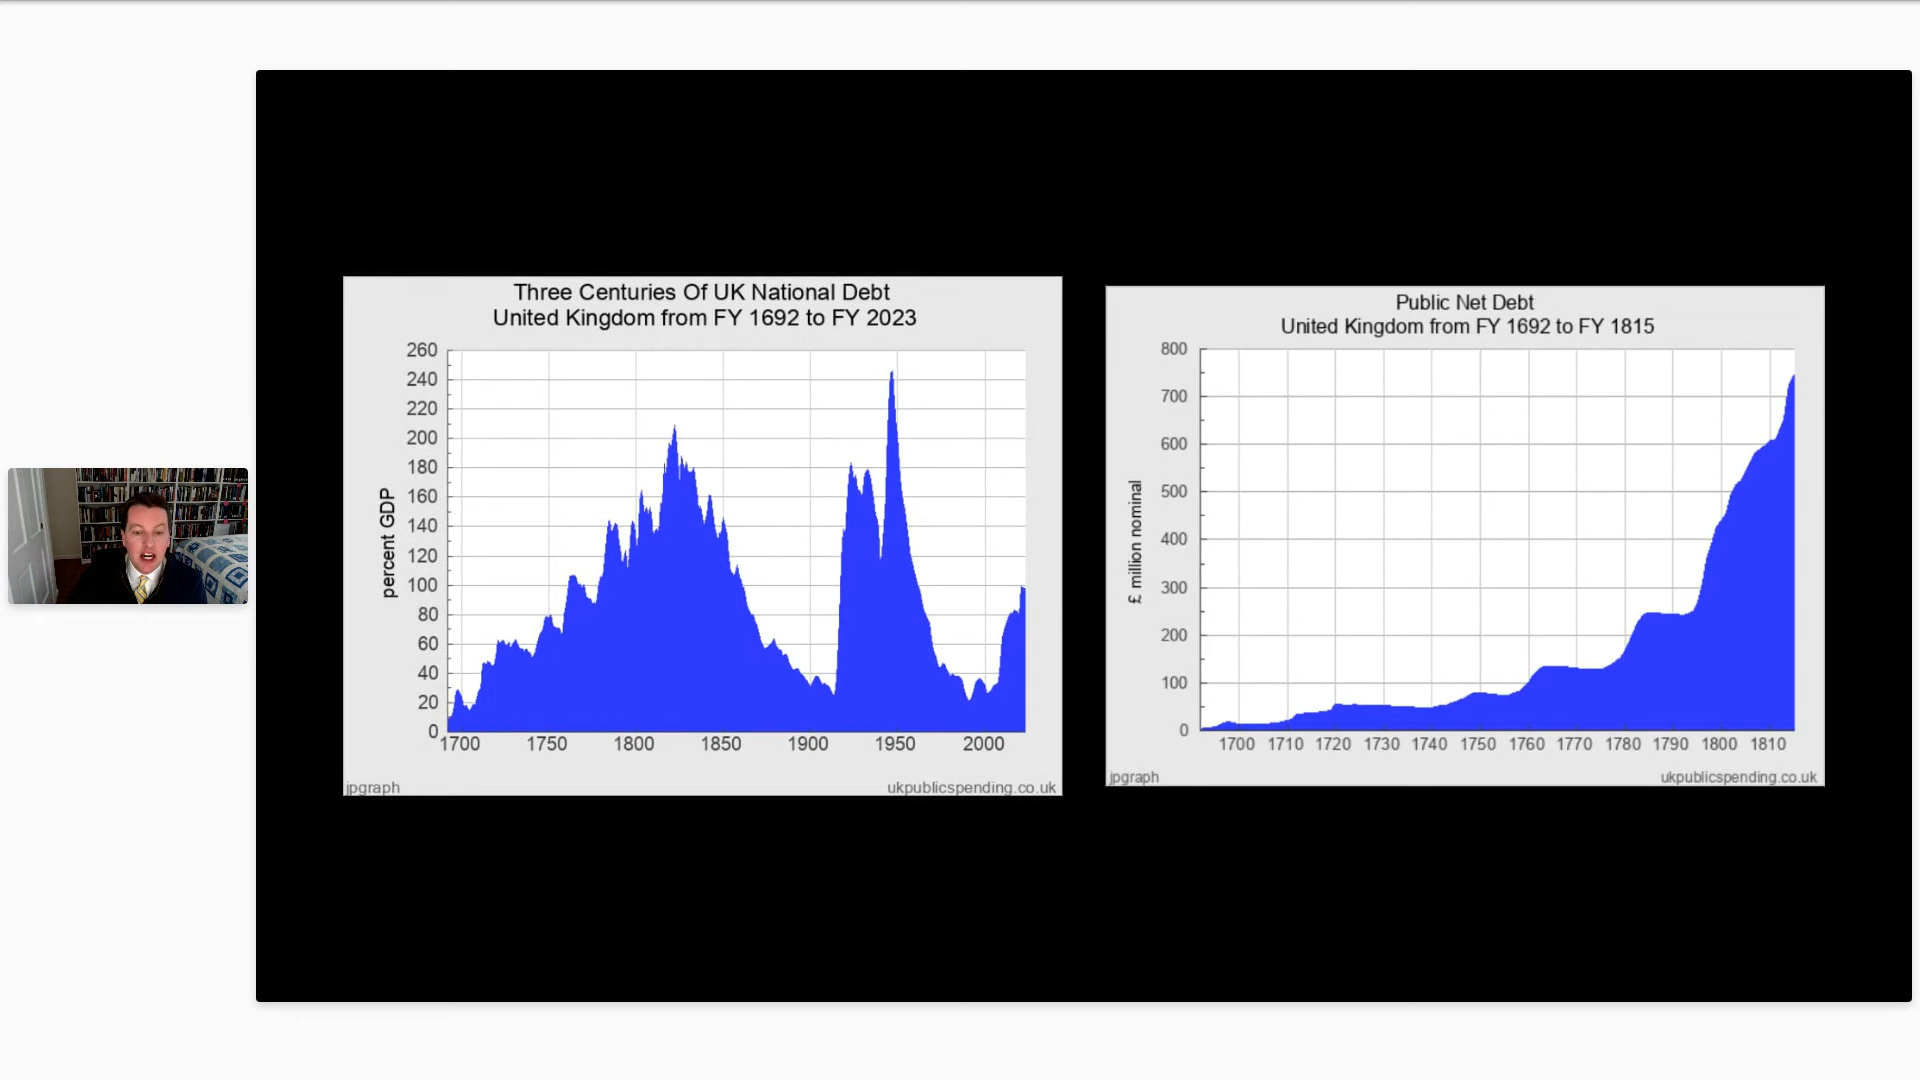 Three Centuries Of UK National Debt
United Kingdom from FY 1692 to FY 2023
260
240
220
200
180
160
140
120
100
80
60
40
20
0
percent GDP
1700 1750 1800 1850 1900 1950 2000
jpgraph
ukpublicspending.co.uk
Public Net Debt
United Kingdom from FY 1692 to FY 1815
800
700
600
500
400
300
200
100
0
£ million nominal
1700 1710 1720 1730 1740 1750 1760 1770 1780 1790 1800 1810
jpgraph
ukpublicspending.co.uk